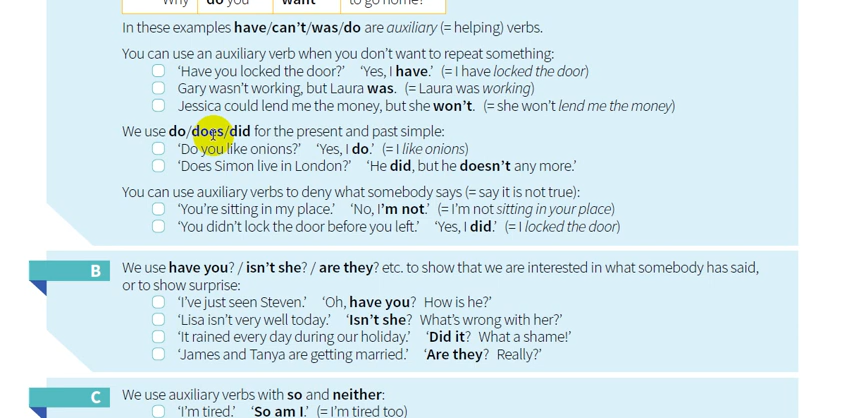 Why do you want to go home?
In these examples have/can’t/was/do are auxiliary (= helping) verbs.
You can use an auxiliary verb when you don’t want to repeat something:
‘Have you locked the door?’ ‘Yes, I have.’ (= I have locked the door)
Gary wasn’t working, but Laura was. (= Laura was working)
Jessica could lend me the money, but she won’t. (= she won’t lend me the money)
We use do/does/did for the present and past simple:
‘Do you like onions?’ ‘Yes, I do.’ (= I like onions)
‘Does Simon live in London?’ ‘He did, but he doesn’t any more.’
You can use auxiliary verbs to deny what somebody says (= say it is not true):
‘You’re sitting in my place.’ ‘No, I’m not.’ (= I’m not sitting in your place)
‘You didn’t lock the door before you left.’ ‘Yes, I did.’ (= I locked the door)
B
We use have you? / isn’t she? / are they? etc. to show that we are interested in what somebody has said,
or to show surprise:
‘I’ve just seen Steven.’ ‘Oh, have you? How is he?’
‘Lisa isn’t very well today.’ ‘Isn’t she? What’s wrong with her?’
‘It rained every day during our holiday.’ ‘Did it? What a shame!’
‘James and Tanya are getting married.’ ‘Are they? Really?’
C
We use auxiliary verbs with so and neither:
‘I’m tired.’ ‘So am I.’ (= I’m tired too)